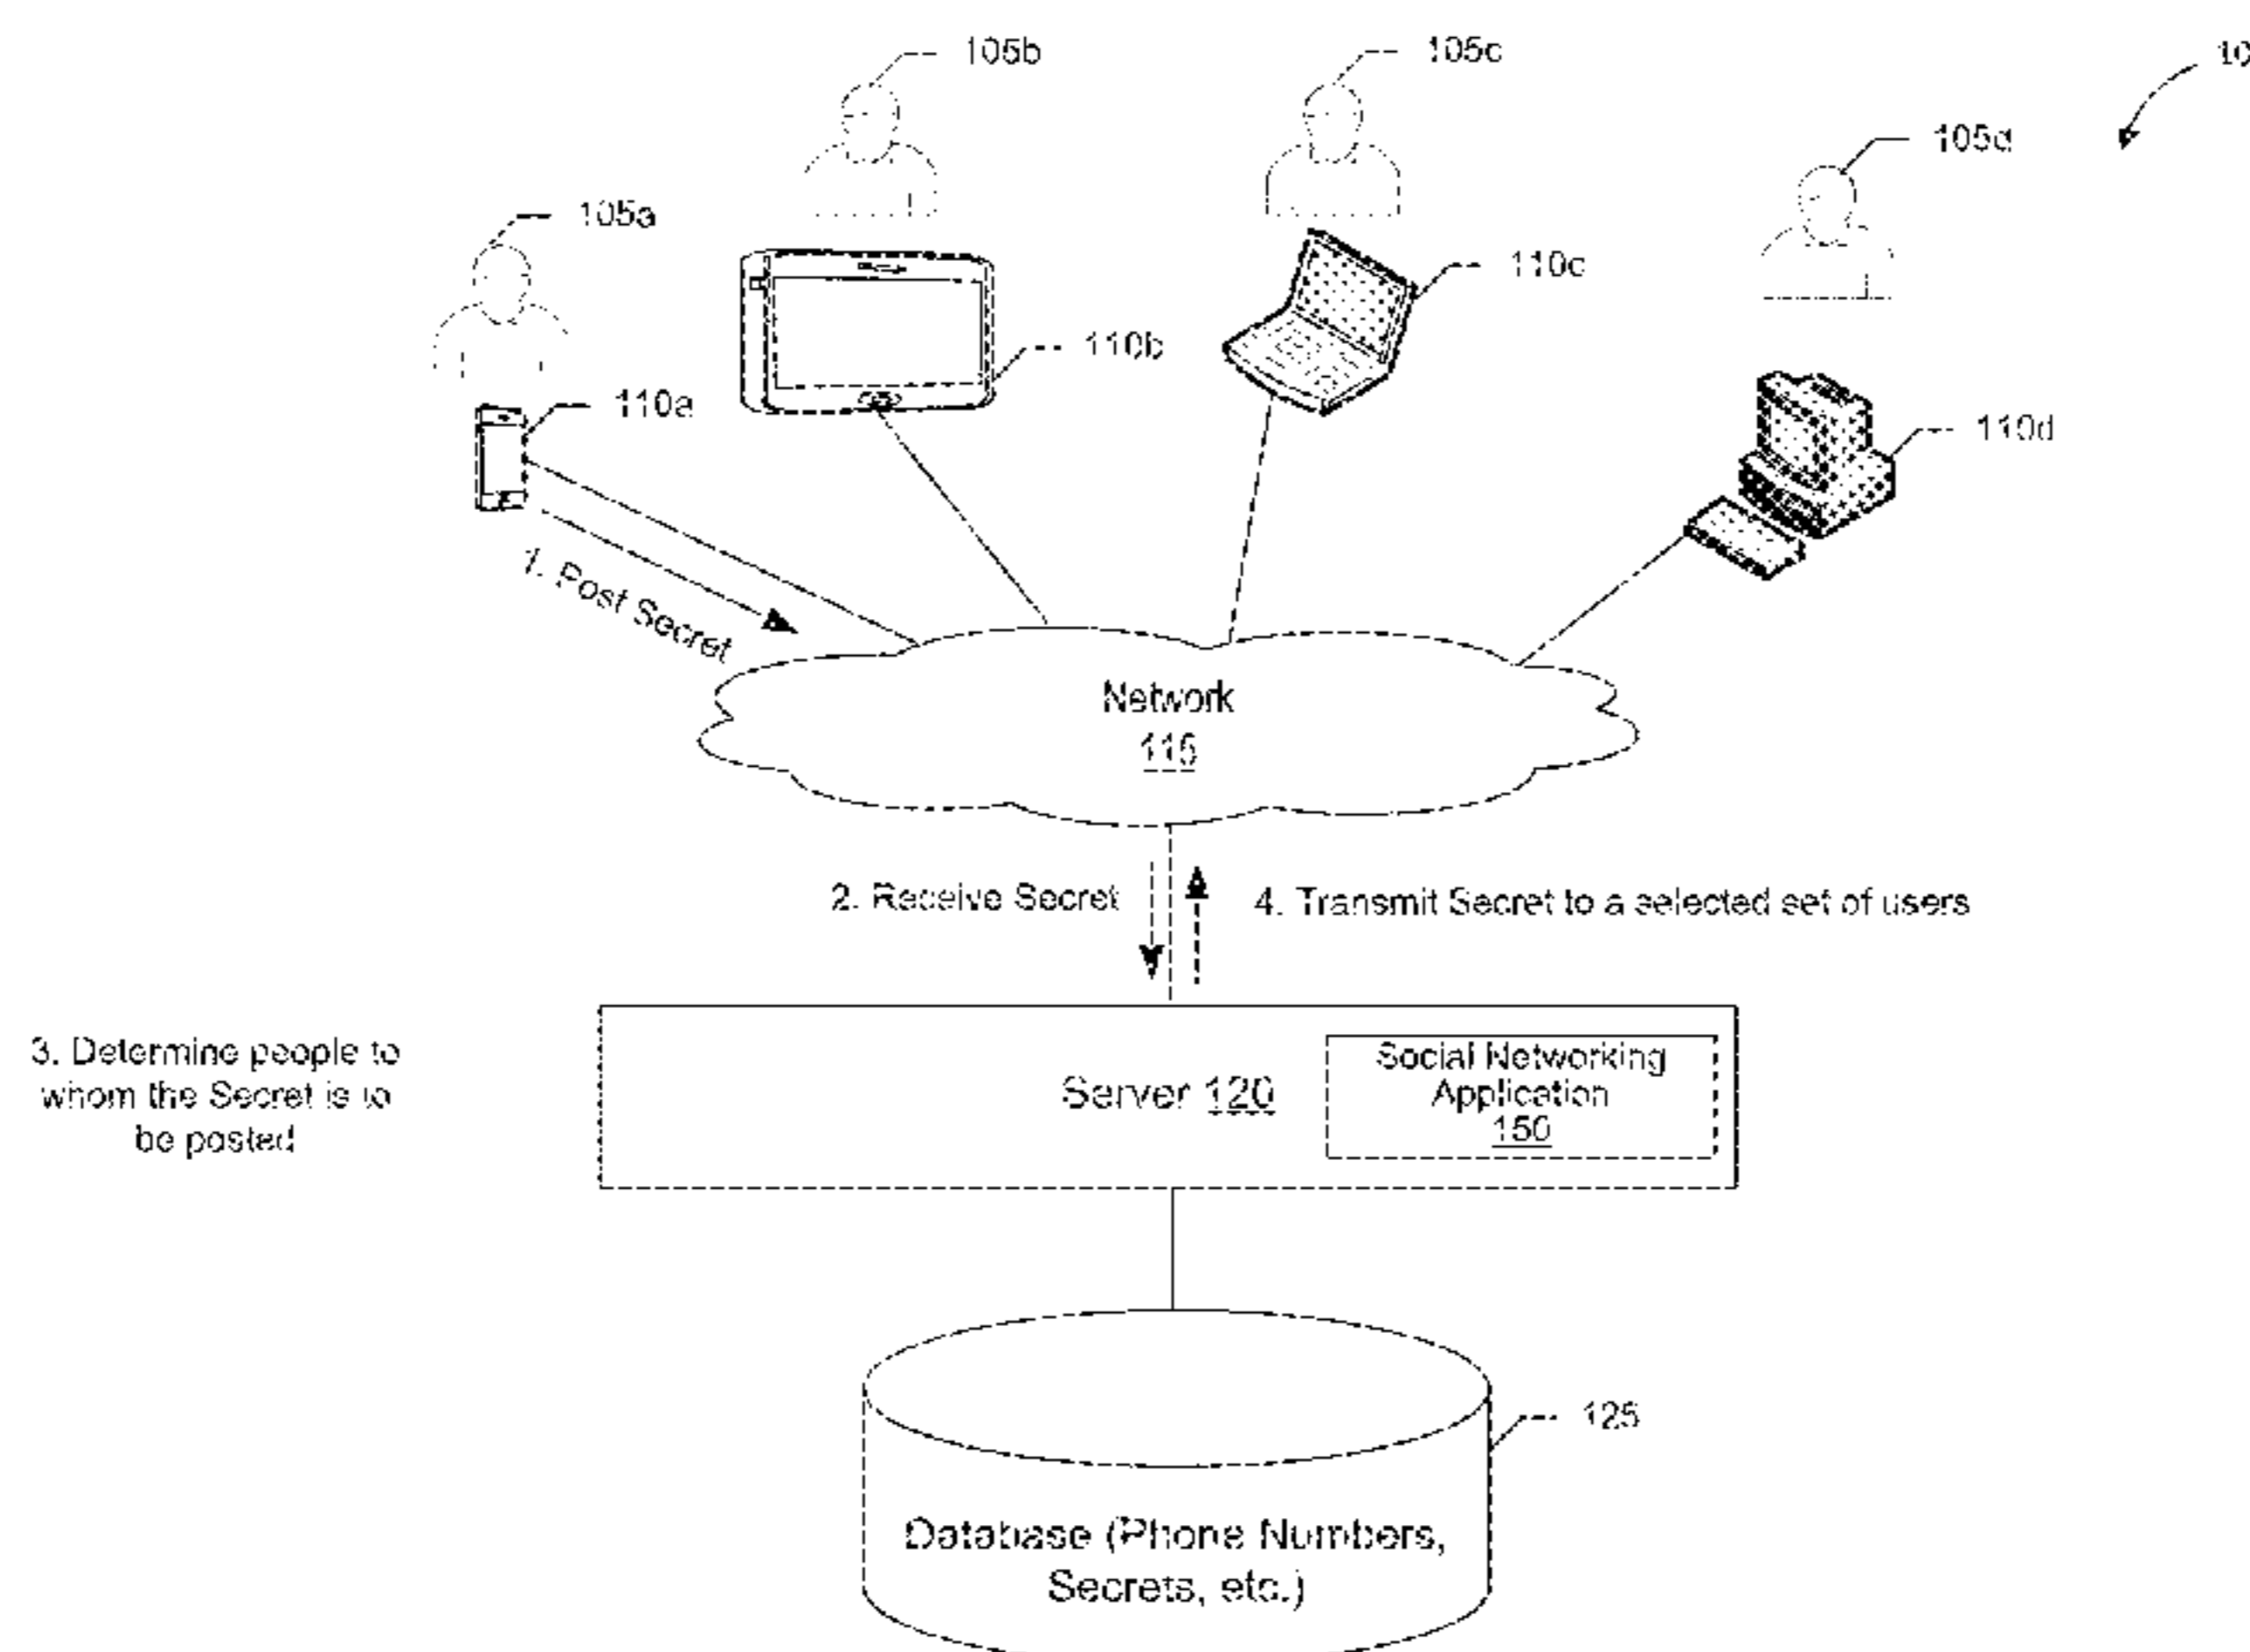 105b
105c
10
105d
105a
110c
110b
110a
110d
1. Post Secret
Network
115
2. Receive Secret
4. Transmit Secret to a selected set of users
3. Determine people to
whom the Secret is to
be posted
Server 120
Social Networking
Application
150
125
Database (Phone Numbers,
Secrets, etc.)